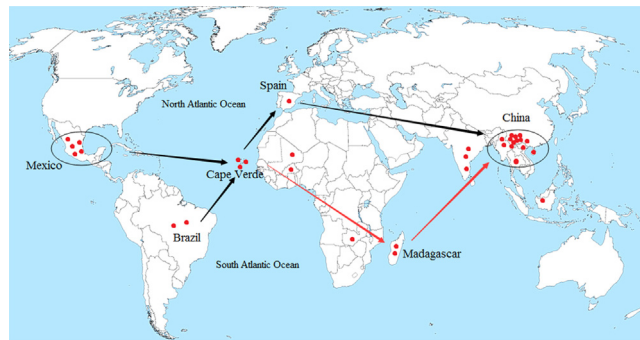 Spain
North Atlantic Ocean
China
Mexico
Cape Verde
Brazil
Madagascar
South Atlantic Ocean